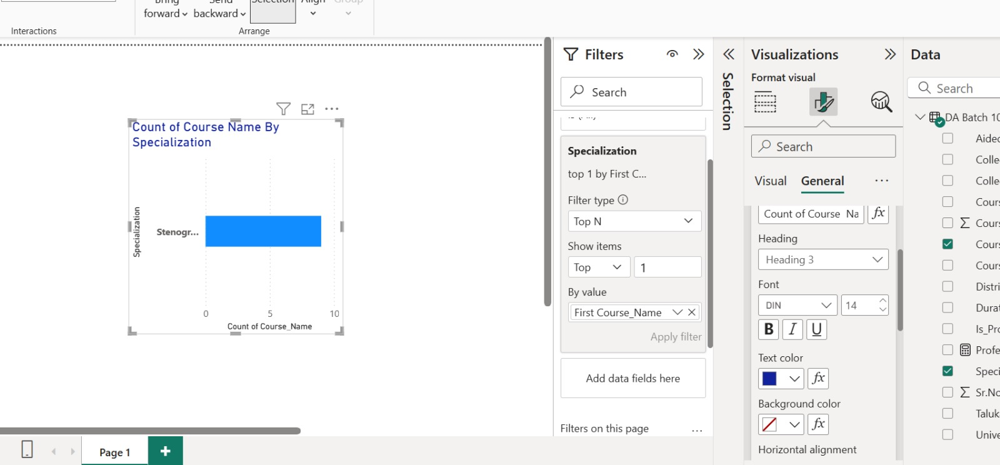 Bring
Send
Selection
Align
Group
forward
backward
Interactions
Arrange
Count of Course Name By
Specialization
Specialization
Stenogr...
0
5
10
Count of Course_Name
Page 1
+
Filters
Search
Specialization
top 1 by First C...
Filter type
Top N
Show items
Top
1
By value
First Course_Name
Apply filter
Add data fields here
Filters on this page
...
Selection
Visualizations
Format visual
Search
Visual
General
...
Count of Course Na
fx
Heading
Heading 3
Font
DIN
14
B
I
U
Text color
fx
Background color
fx
Horizontal alignment
Data
Search
DA Batch 10
Aidec
Colle
Colle
Cours
Σ Cours
Cours
Cours
Distri
Durat
Is_Pro
Profe
Speci
Σ Sr.No
Taluk
Unive